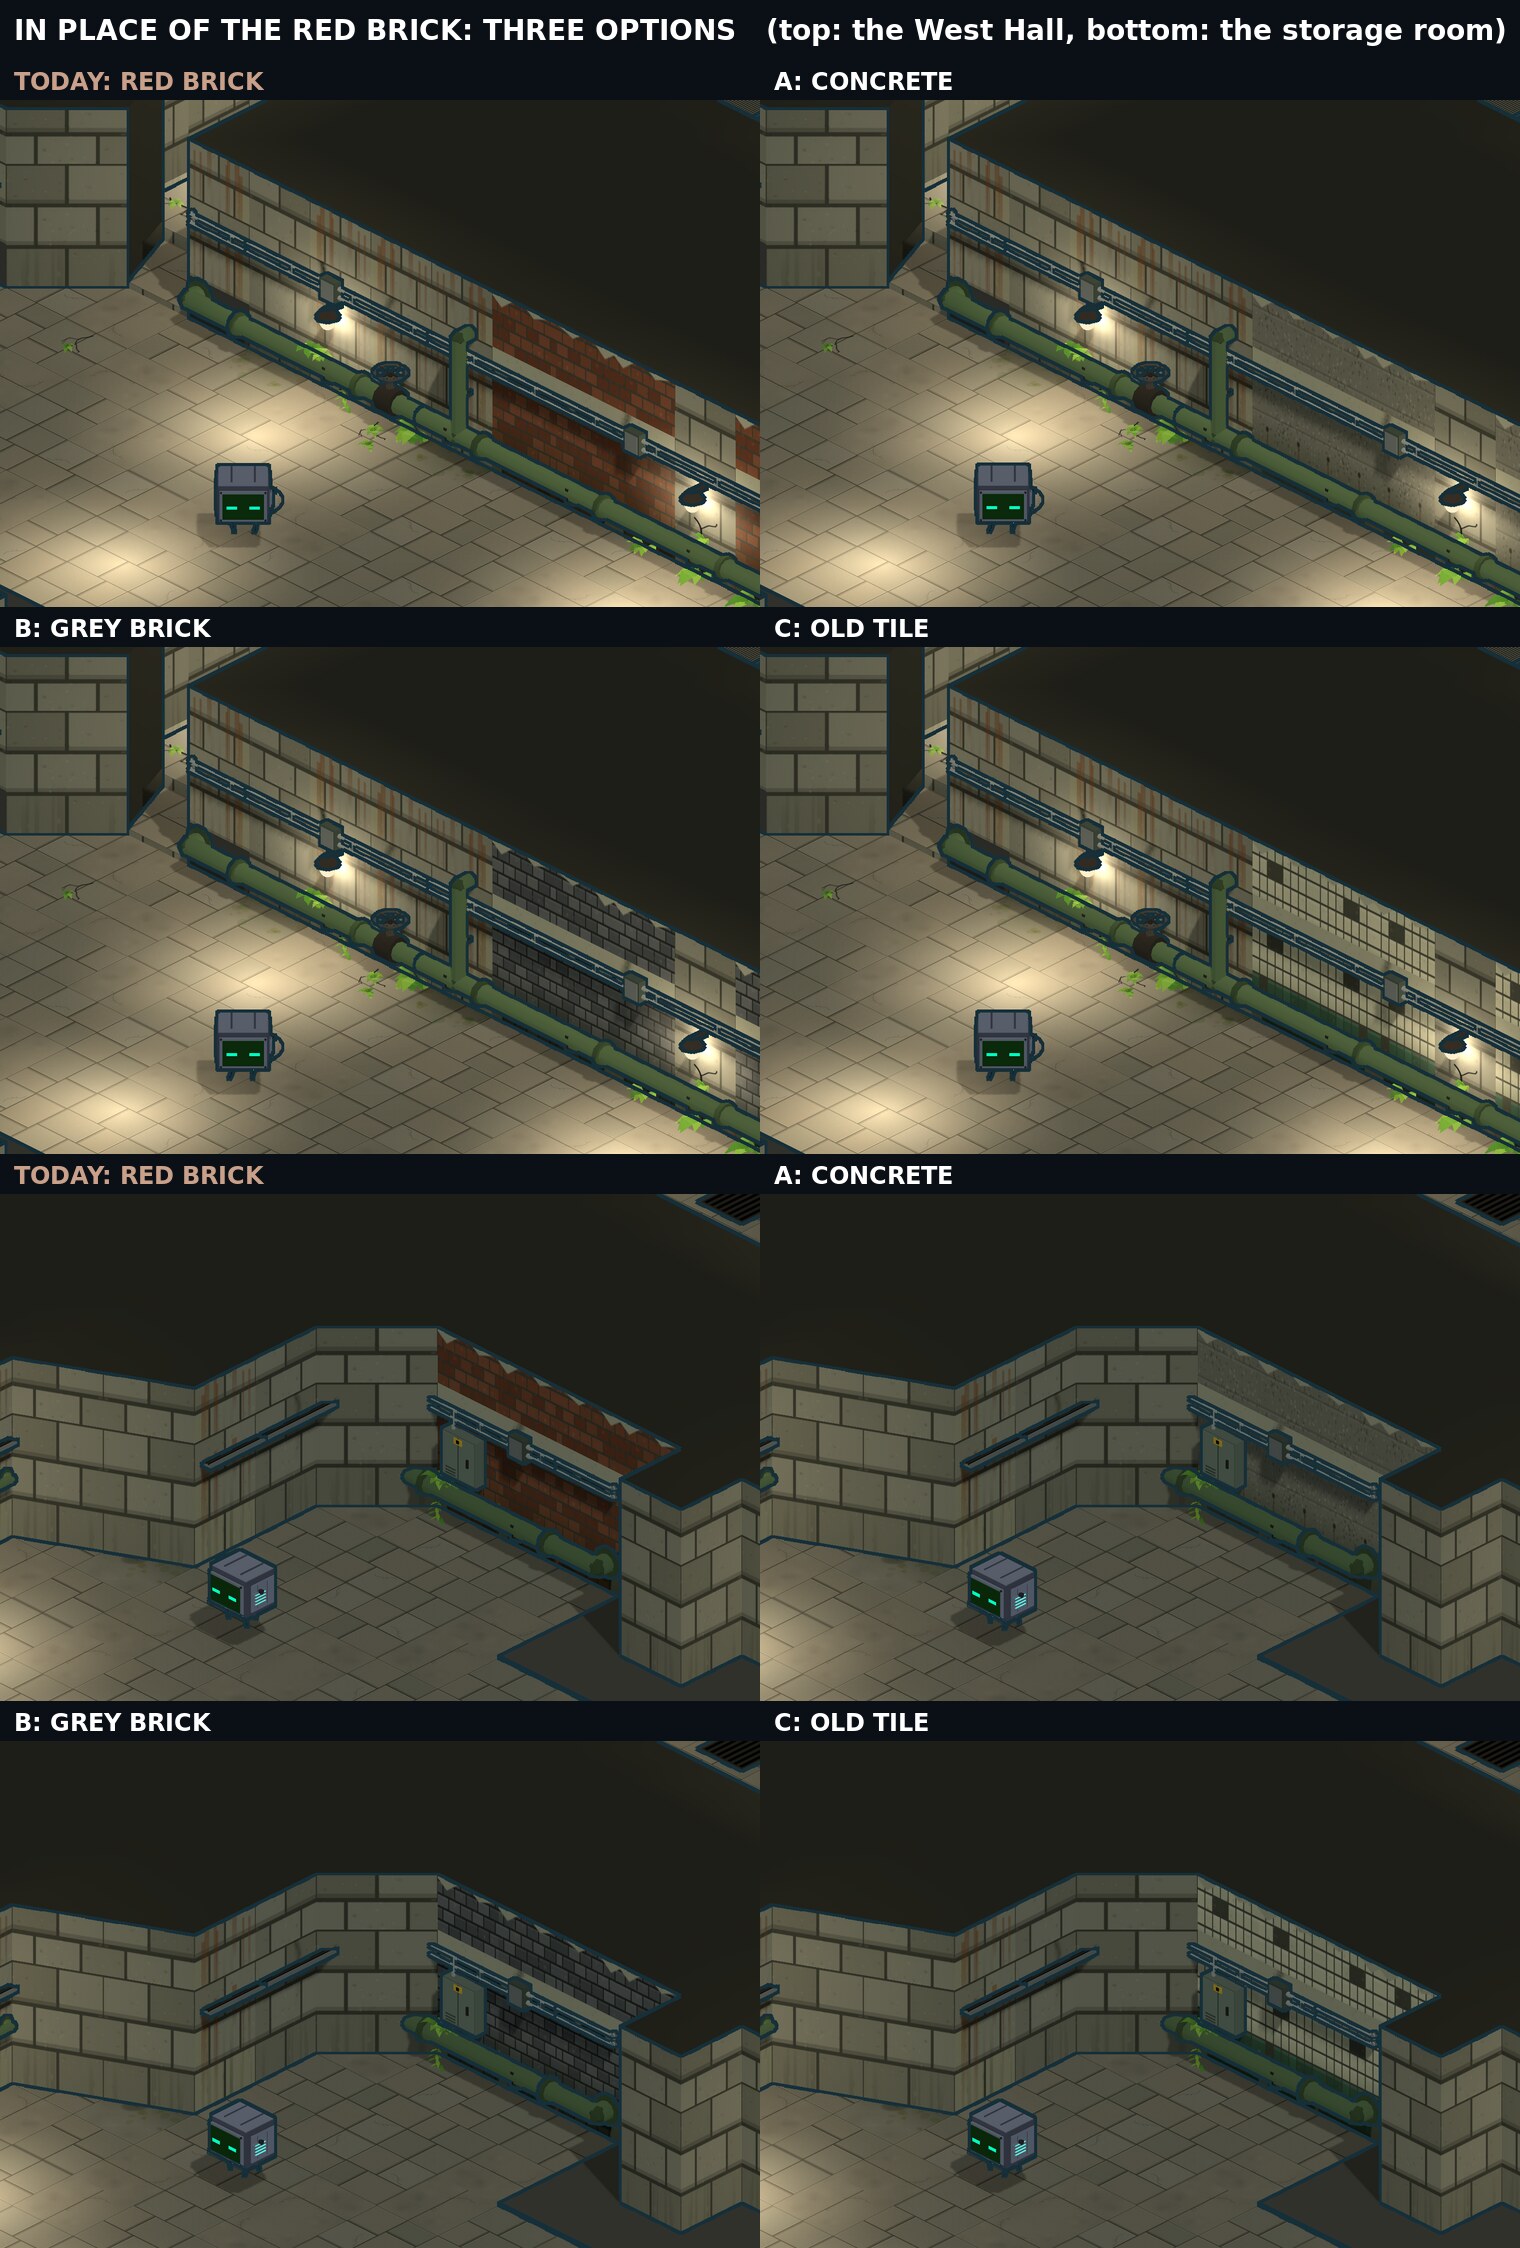 IN PLACE OF THE RED BRICK: THREE OPTIONS (top: the West Hall, bottom: the storage room)
TODAY: RED BRICK
A: CONCRETE
B: GREY BRICK
C: OLD TILE
TODAY: RED BRICK
A: CONCRETE
B: GREY BRICK
C: OLD TILE